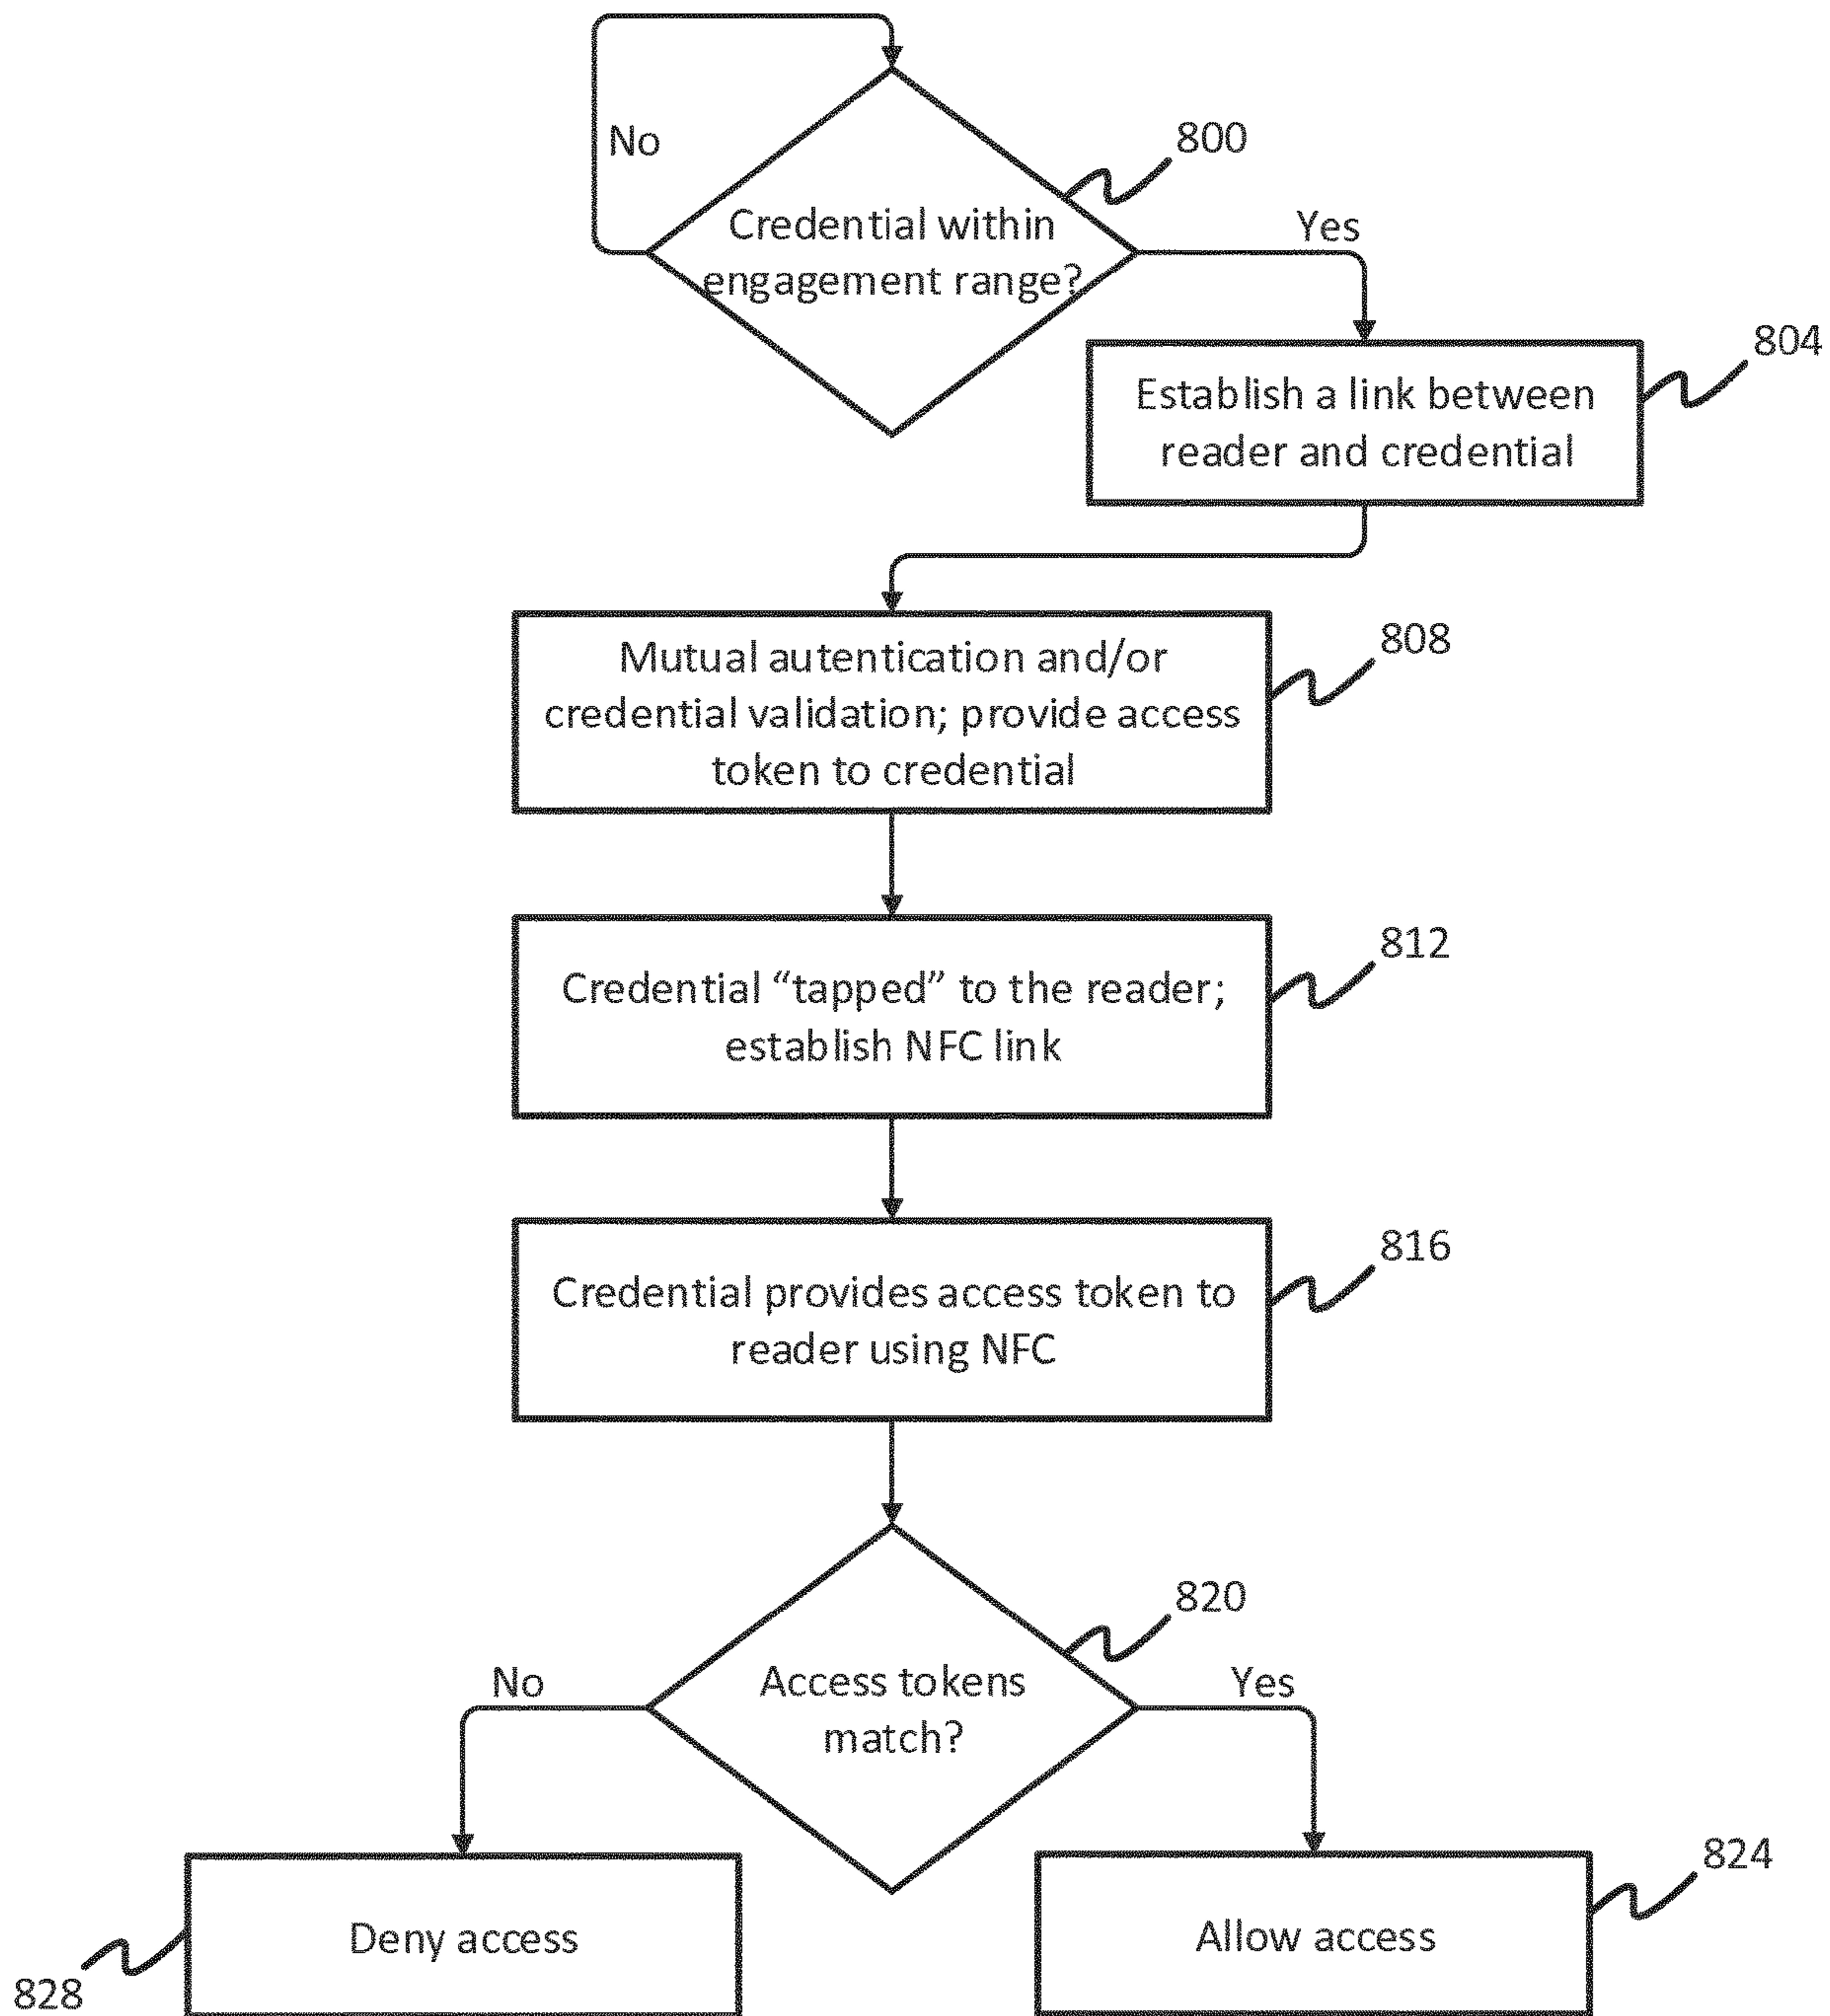 No
800
Credential within
engagement range?
Yes
804
Establish a link between
reader and credential
808
Mutual autentication and/or
credential validation; provide access
token to credential
812
Credential “tapped” to the reader;
establish NFC link
816
Credential provides access token to
reader using NFC
820
No
Access tokens
match?
Yes
824
Deny access
Allow access
828